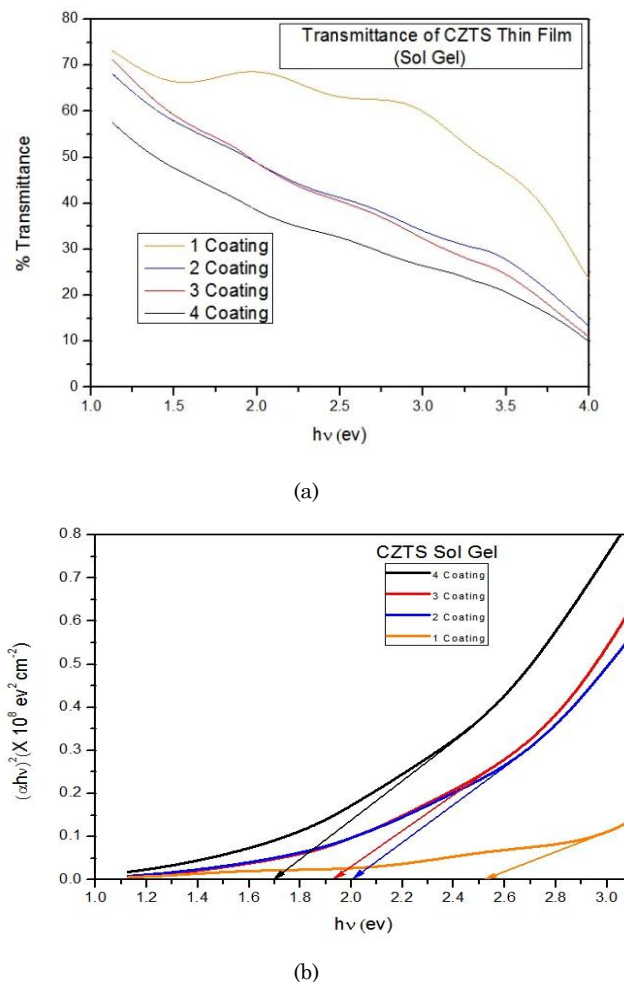 Transmittance of CZTS Thin Film
(Sol Gel)
80
70
60
50
40
30
20
10
0
% Transmittance
1 Coating
2 Coating
3 Coating
4 Coating
1.0 1.5 2.0 2.5 3.0 3.5 4.0
hν (ev)
(a)
CZTS Sol Gel
4 Coating
3 Coating
2 Coating
1 Coating
0.8
0.7
0.6
0.5
0.4
0.3
0.2
0.1
0.0
(αhν)² (X 10⁸ ev² cm⁻²)
1.0 1.2 1.4 1.6 1.8 2.0 2.2 2.4 2.6 2.8 3.0
hν (ev)
(b)